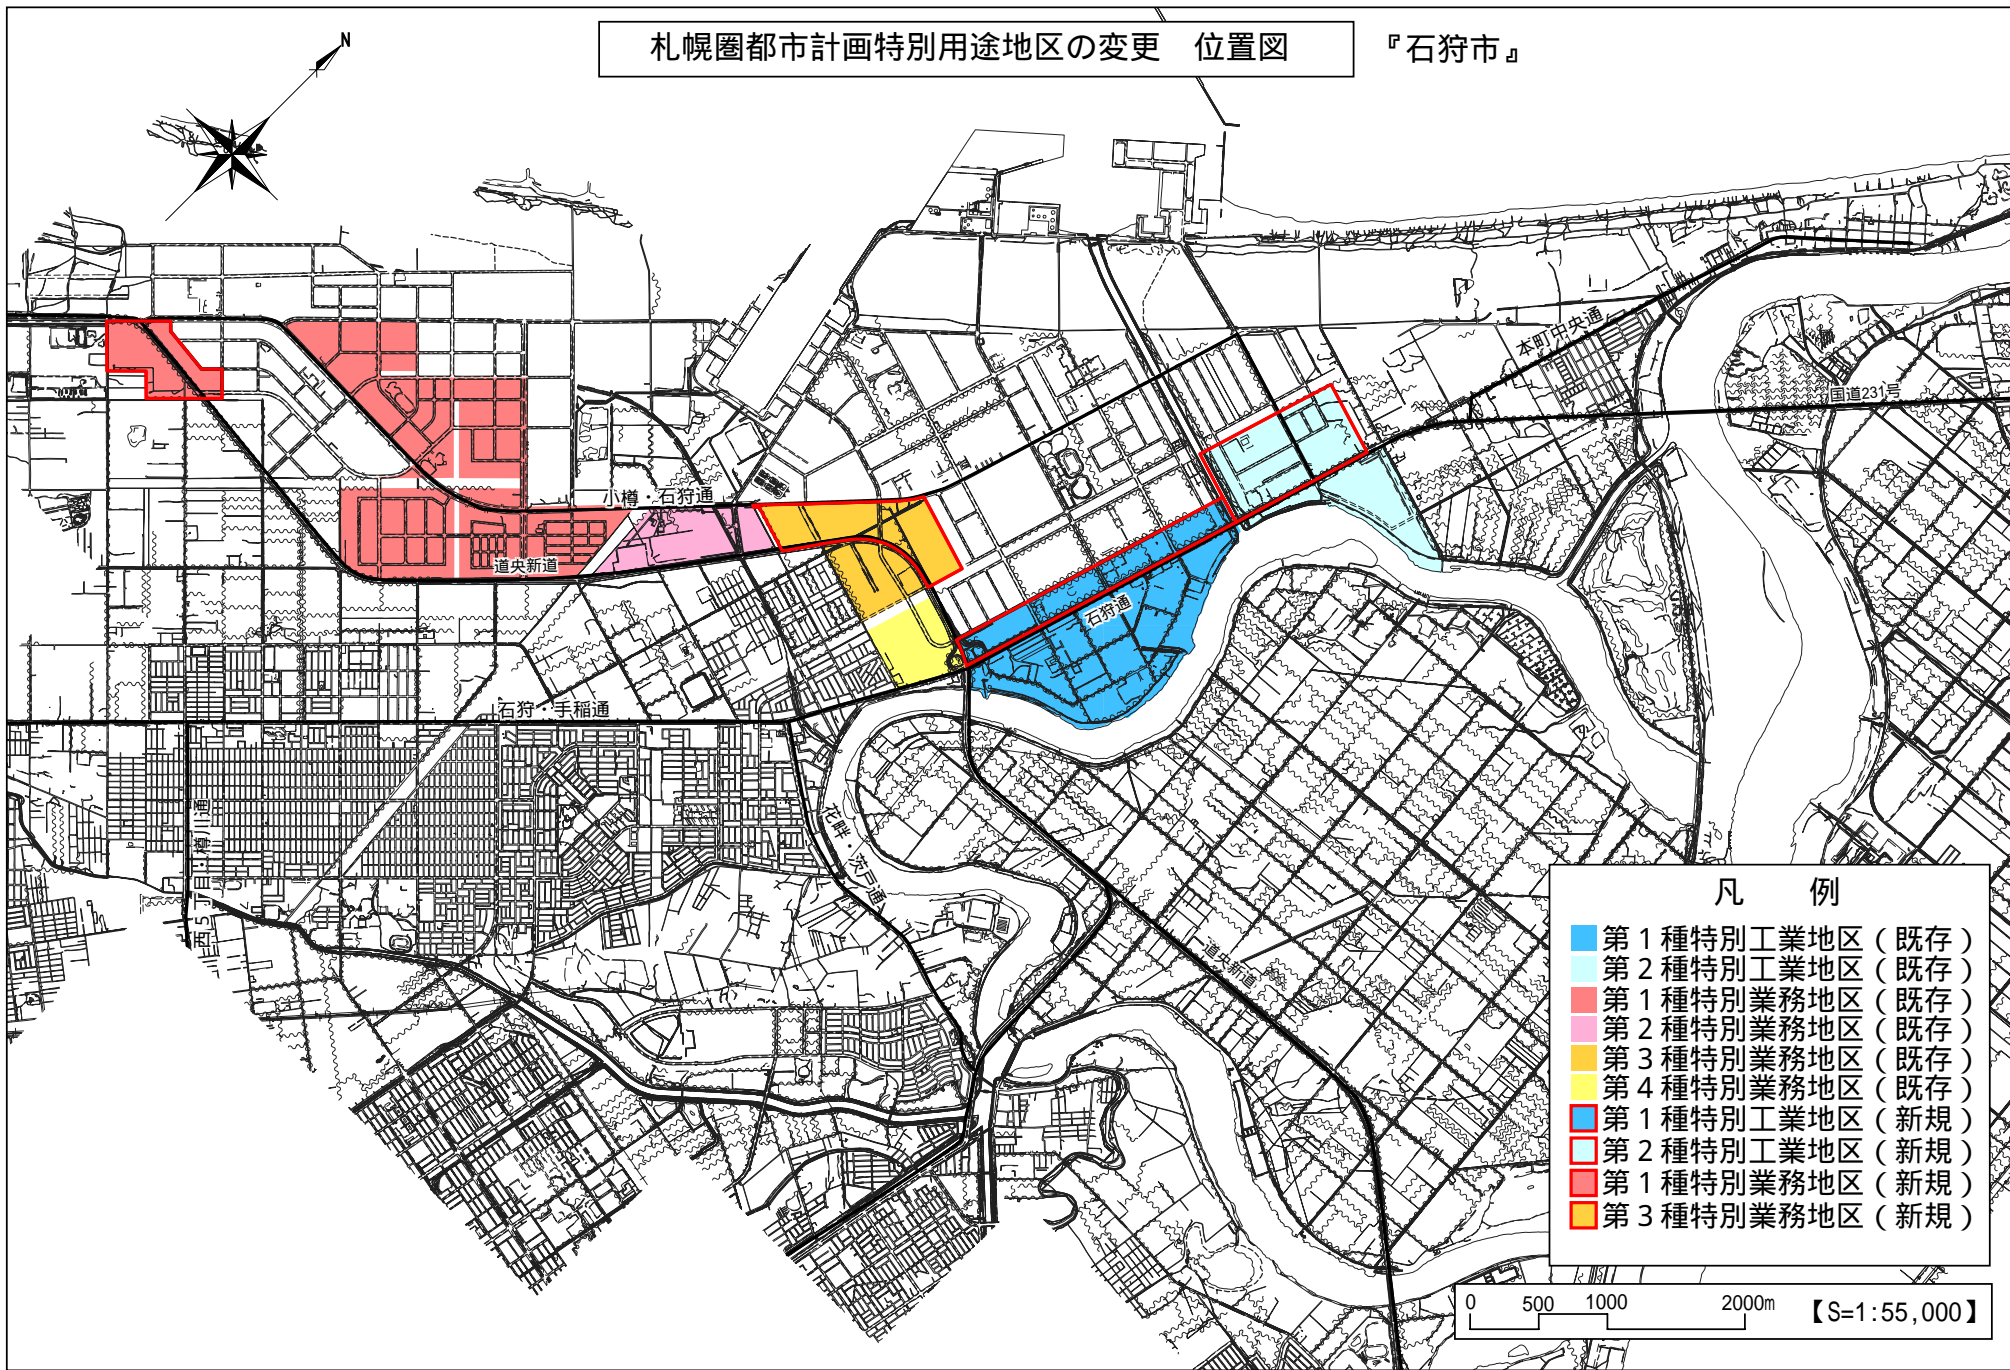 札幌圏都市計画特別用途地区の変更　位置図
『石狩市』
N
本町中央通
国道231号
小樽・石狩通
道央新道
石狩通
石狩・手稲通
花畔・茨戸通
西5丁目・樽川通
道央新道
凡　例
第1種特別工業地区(既存)
第2種特別工業地区(既存)
第1種特別業務地区(既存)
第2種特別業務地区(既存)
第3種特別業務地区(既存)
第4種特別業務地区(既存)
第1種特別工業地区(新規)
第2種特別工業地区(新規)
第1種特別業務地区(新規)
第3種特別業務地区(新規)
0 500 1000 2000m 【S=1:55,000】